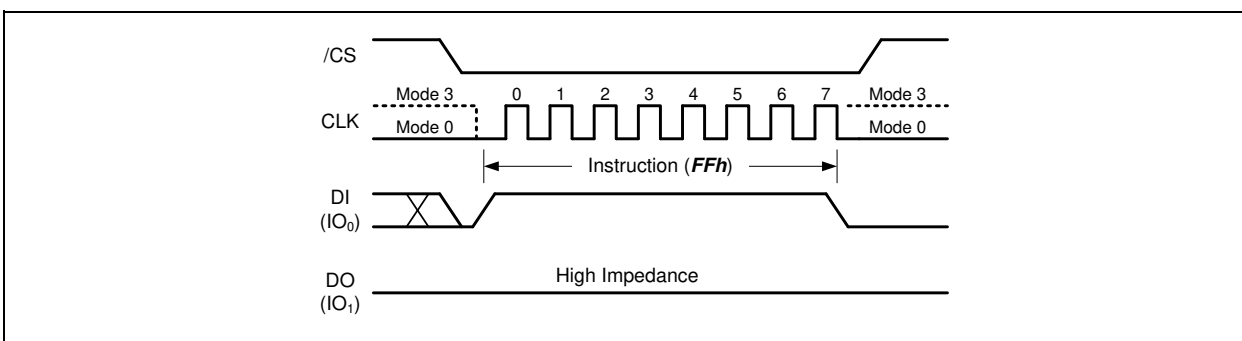 /CS
Mode 3 0 1 2 3 4 5 6 7 Mode 3
CLK
Mode 0 Mode 0
Instruction (FFh)
DI
(IO₀)
High Impedance
DO
(IO₁)